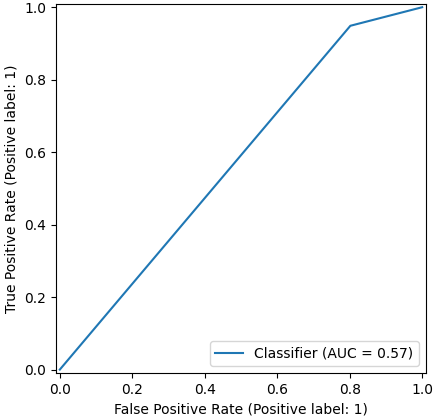 1.0
0.8
0.6
0.4
0.2
0.0
True Positive Rate (Positive label: 1)
Classifier (AUC = 0.57)
0.0 0.2 0.4 0.6 0.8 1.0
False Positive Rate (Positive label: 1)